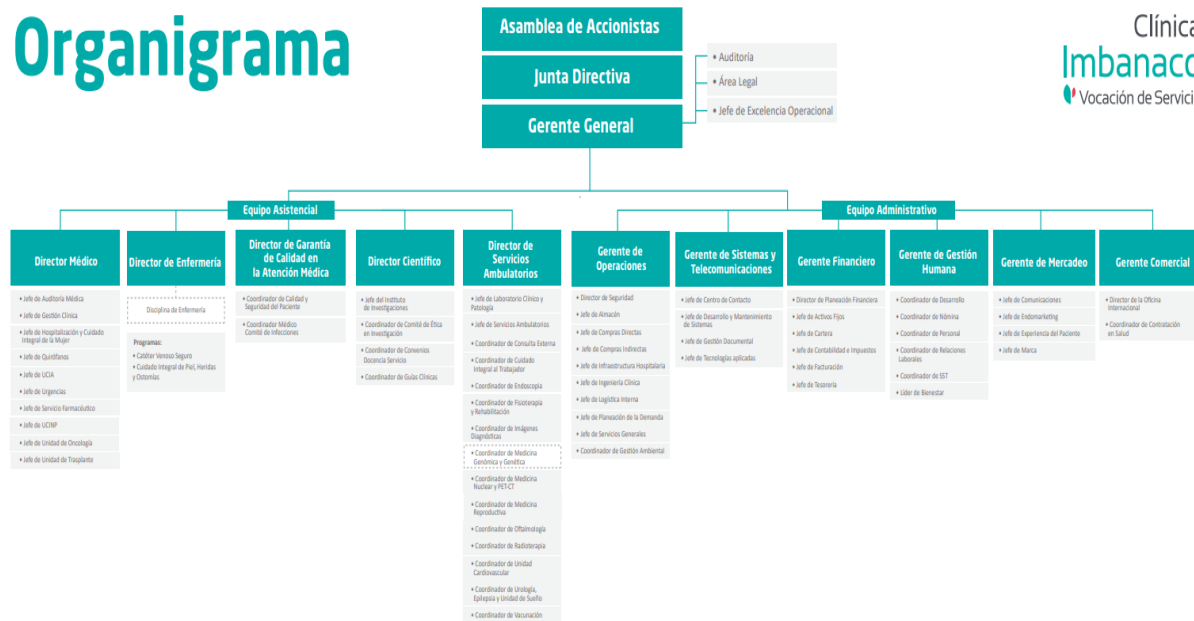 Organigrama
Asamblea de Accionistas
Junta Directiva
Gerente General
• Auditoría
• Área Legal
• Jefe de Excelencia Operacional
Clínica
Imbanaco
Vocación de Servicio
Equipo Asistencial
Equipo Administrativo
Director Médico
• Jefe de Auditoría Médica
• Jefe de Gestión Clínica
• Jefe de Hospitalización y Cuidado
Integral de la Mujer
• Jefe de Quirófanos
• Jefe de UCIA
• Jefe de Urgencias
• Jefe de Servicio Farmacéutico
• Jefe de UCINP
• Jefe de Unidad de Oncología
• Jefe de Unidad de Trasplante
Director de Enfermería
Disciplina de Enfermería
Programas:
• Catéter Venoso Seguro
• Cuidado Integral de Piel, Heridas
y Ostomías
Director de Garantía
de Calidad en
la Atención Médica
• Coordinador de Calidad y
Seguridad del Paciente
• Coordinador Médico
Comité de Infecciones
Director Científico
• Jefe del Instituto
de Investigaciones
• Coordinador de Comité de Ética
en Investigación
• Coordinador de Convenios
Docencia Servicio
• Coordinador de Guías Clínicas
Director de
Servicios
Ambulatorios
• Jefe de Laboratorio Clínico y
Patología
• Jefe de Servicios Ambulatorios
• Coordinador de Consulta Externa
• Coordinador de Cuidado
Integral al Trabajador
• Coordinador de Endoscopia
• Coordinador de Fisioterapia
y Rehabilitación
• Coordinador de Imágenes
Diagnósticas
• Coordinador de Medicina
Genómica y Genética
• Coordinador de Medicina
Nuclear y PET-CT
• Coordinador de Medicina
Reproductiva
• Coordinador de Oftalmología
• Coordinador de Radioterapia
• Coordinador de Unidad
Cardiovascular
• Coordinador de Urología,
Epilepsia y Unidad de Sueño
• Coordinador de Vacunación
Gerente de
Operaciones
• Director de Seguridad
• Jefe de Almacén
• Jefe de Compras Directas
• Jefe de Compras Indirectas
• Jefe de Infraestructura Hospitalaria
• Jefe de Ingeniería Clínica
• Jefe de Logística Interna
• Jefe de Planeación de la Demanda
• Jefe de Servicios Generales
• Coordinador de Gestión Ambiental
Gerente de Sistemas y
Telecomunicaciones
• Jefe de Centro de Contacto
• Jefe de Desarrollo y Mantenimiento
de Sistemas
• Jefe de Gestión Documental
• Jefe de Tecnologías aplicadas
Gerente Financiero
• Director de Planeación Financiera
• Jefe de Activos Fijos
• Jefe de Cartera
• Jefe de Contabilidad e Impuestos
• Jefe de Facturación
• Jefe de Tesorería
Gerente de Gestión
Humana
• Coordinador de Desarrollo
• Coordinador de Nómina
• Coordinador de Personal
• Coordinador de Relaciones
Laborales
• Coordinador de SST
• Líder de Bienestar
Gerente de Mercadeo
• Jefe de Comunicaciones
• Jefe de Endomarketing
• Jefe de Experiencia del Paciente
• Jefe de Marca
Gerente Comercial
• Director de la Oficina
Internacional
• Coordinador de Contratación
en Salud